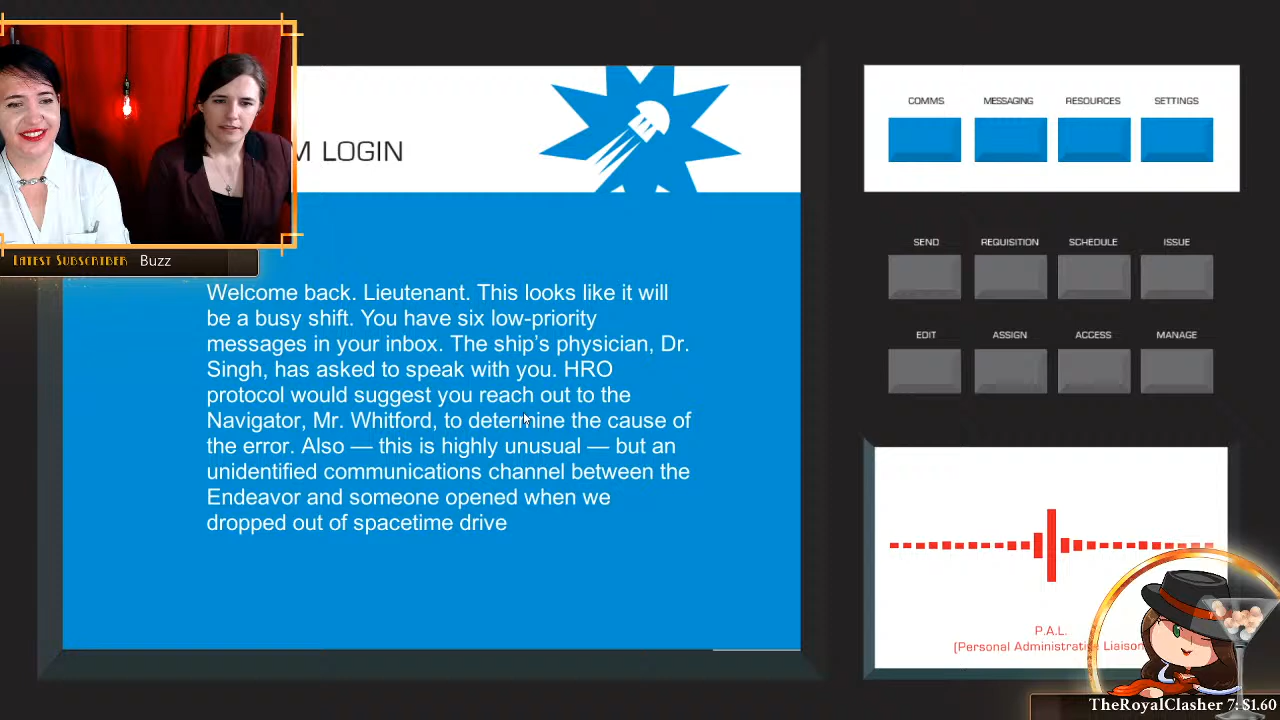 M LOGIN
LATEST SUBSCRIBER Buzz
Welcome back. Lieutenant. This looks like it will
be a busy shift. You have six low-priority
messages in your inbox. The ship's physician, Dr.
Singh, has asked to speak with you. HRO
protocol would suggest you reach out to the
Navigator, Mr. Whitford, to determine the cause of
the error. Also — this is highly unusual — but an
unidentified communications channel between the
Endeavor and someone opened when we
dropped out of spacetime drive
COMMS MESSAGING RESOURCES SETTINGS
SEND REQUISITION SCHEDULE ISSUE
EDIT ASSIGN ACCESS MANAGE
P.A.L.
(Personal Administrative Liaison
TheRoyalClasher 7: $1.60